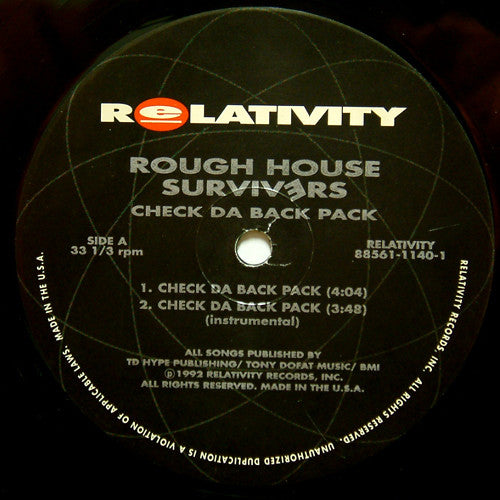 RELATIVITY
ROUGH HOUSE
SURVIVERS
CHECK DA BACK PACK
SIDE A
33 1/3 rpm
RELATIVITY
88561-1140-1
1. CHECK DA BACK PACK (4:04)
2. CHECK DA BACK PACK (3:48)
(instrumental)
ALL SONGS PUBLISHED BY
TD HYPE PUBLISHING/ TONY DOFAT MUSIC/ BMI
℗1992 RELATIVITY RECORDS, INC.
ALL RIGHTS RESERVED. MADE IN THE U.S.A.
RELATIVITY RECORDS, INC. ALL RIGHTS RESERVED. UNAUTHORIZED DUPLICATION IS A VIOLATION OF APPLICABLE LAWS. MADE IN THE U.S.A.